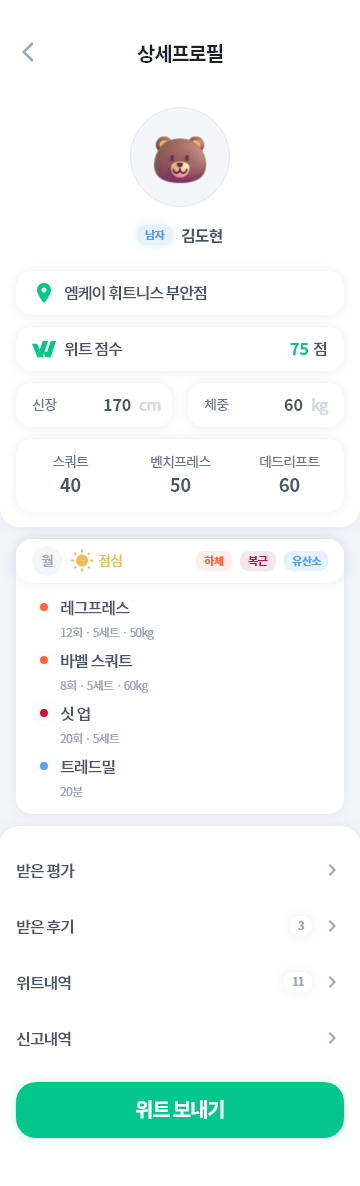 상세프로필
남자 김도현
엠케이 휘트니스 부안점
위트 점수 75 점
신장 170 cm 체중 60 kg
스쿼트 벤치프레스 데드리프트
40 50 60
월 점심 하체 복근 유산소
레그프레스
12회 · 5세트 · 50kg
바벨 스쿼트
8회 · 5세트 · 60kg
싯 업
20회 · 5세트
트레드밀
20분
받은 평가
받은 후기 3
위트내역 11
신고내역
위트 보내기